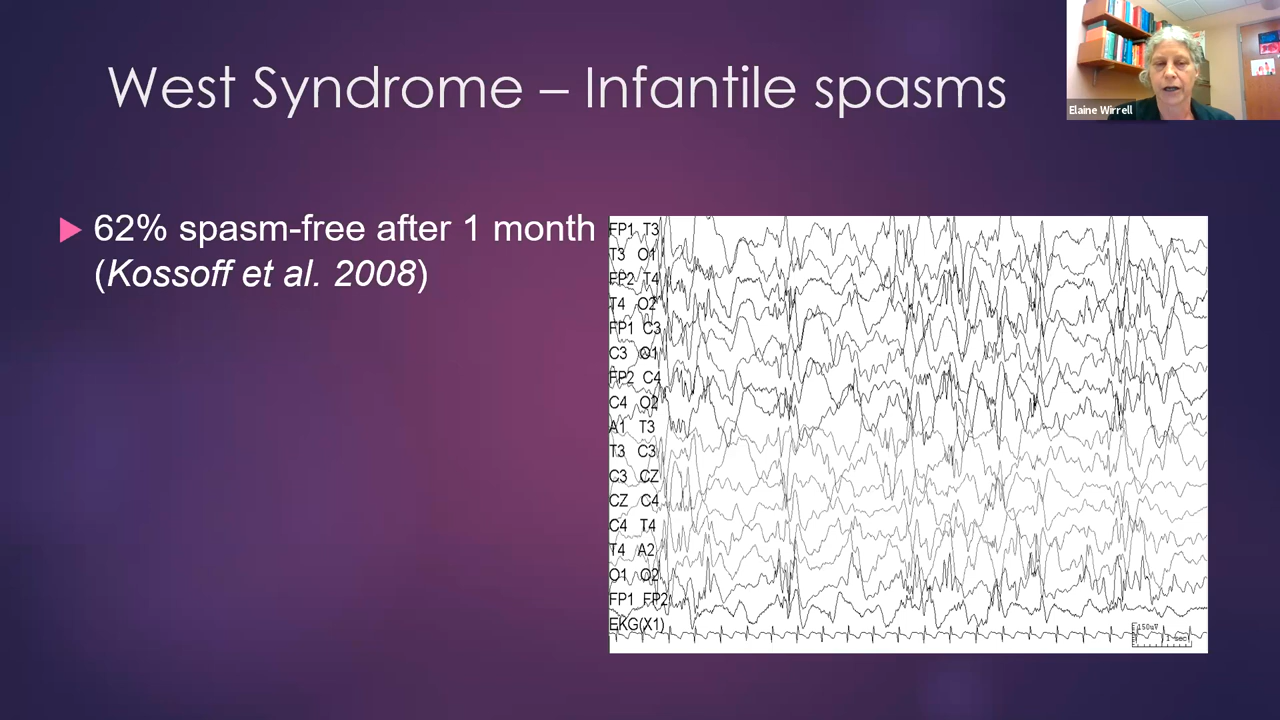 West Syndrome – Infantile spasms
Elaine Wirrell
62% spasm-free after 1 month
(Kossoff et al. 2008)
FP1 T3
T3 O1
FP2 T4
T4 O2
FP1 C3
C3 O1
FP2 C4
C4 O2
A1 T3
T3 C3
C3 CZ
CZ C4
C4 T4
T4 A2
O1 O2
FP1 FP2
EKG(X1)
150uV
1 sec